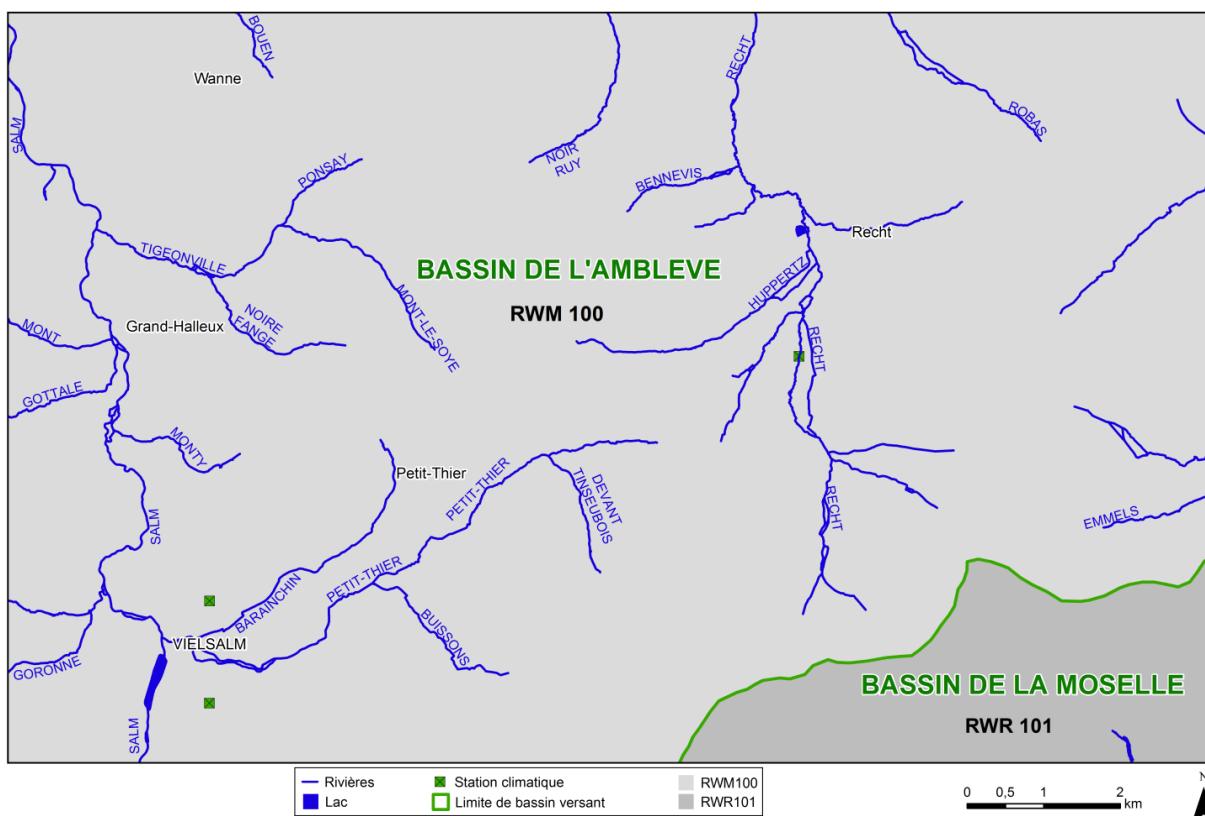 BOUEN
Wanne
RECHT
ROBAS
SALM
PONSAY
NOIR
RUY
BENNEVIS
TIGEONVILLE
Recht
BASSIN DE L'AMBLEVE
RWM 100
HUPPERTZ
MONT-LE-SOYE
NOIRE
FANGE
Grand-Halleux
MONT
GOTTALE
RECHT
MONTY
Petit-Thier
PETIT-THIER
DEVANT
TINSEUBOIS
SALM
RECHT
EMMELS
PETIT-THIER
BARAINCHIN
BUISSONS
VIELSALM
GORONNE
SALM
BASSIN DE LA MOSELLE
RWR 101
Rivières
Lac
Station climatique
Limite de bassin versant
RWM100
RWR101
0 0,5 1 2
km
N